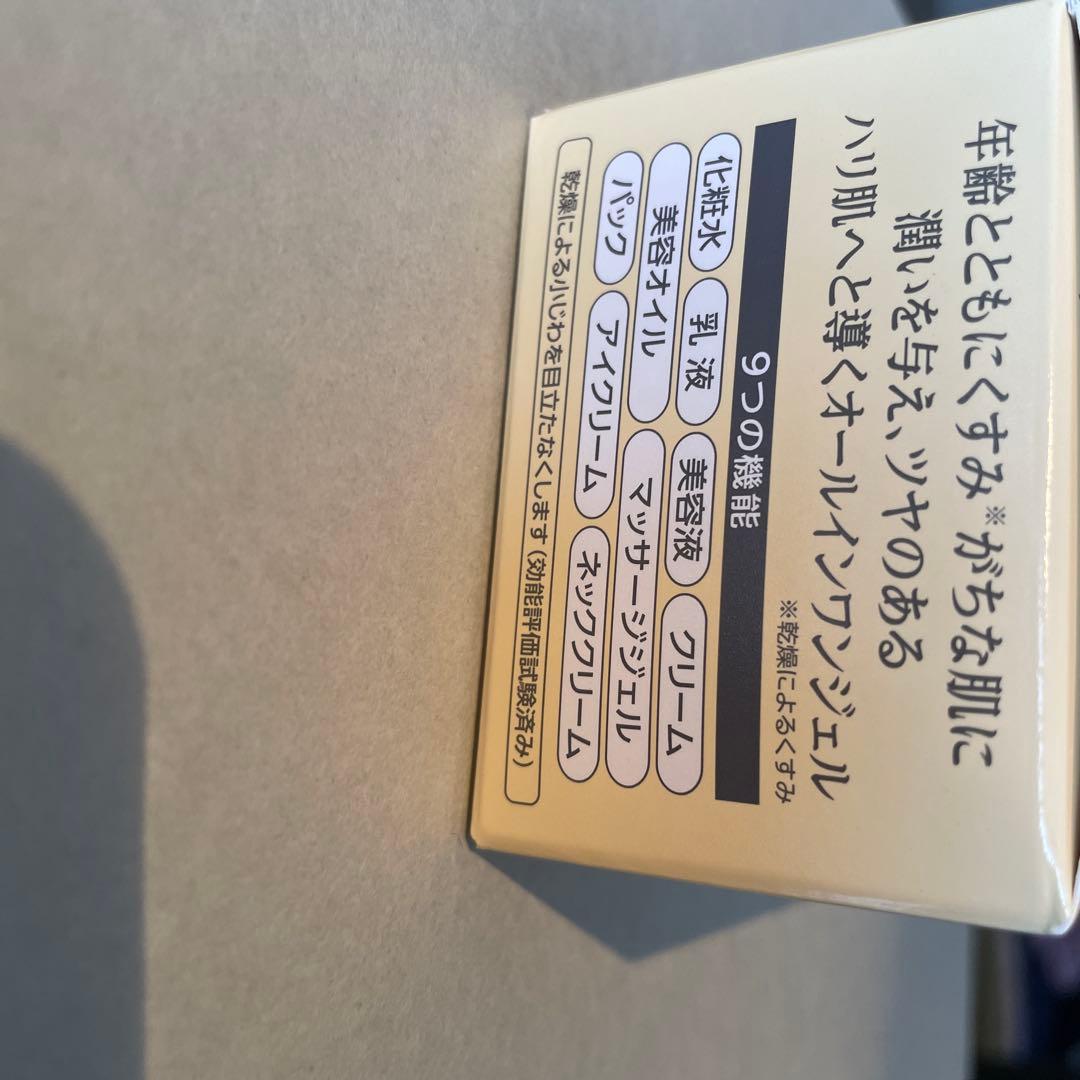 年齢とともにくすみ※がちな肌に
潤いを与え、ツヤのある
ハリ肌へと導くオールインワンジェル
※乾燥によるくすみ
9つの機能
化粧水 乳液 美容液 クリーム
美容オイル マッサージジェル
パック アイクリーム ネッククリーム
乾燥による小じわを目立たなくします(効能評価試験済み)